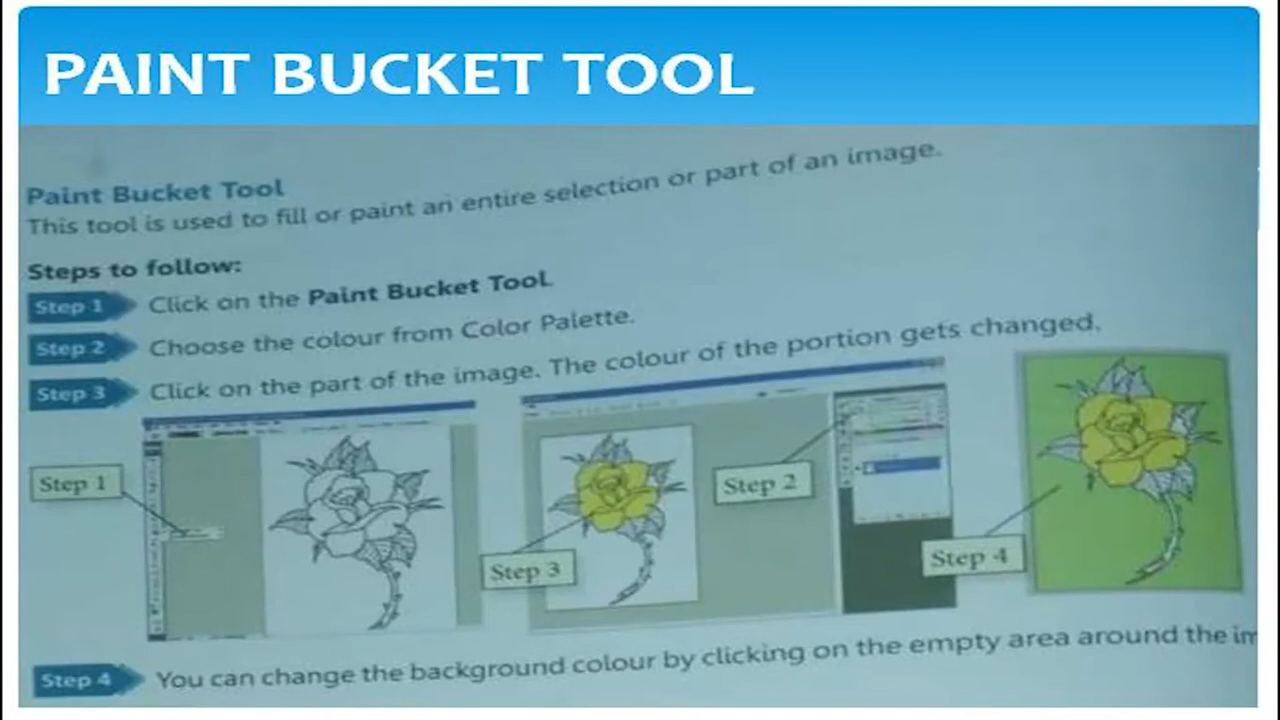 PAINT BUCKET TOOL
Paint Bucket Tool
This tool is used to fill or paint an entire selection or part of an image.
Steps to follow:
Step 1 Click on the Paint Bucket Tool.
Step 2 Choose the colour from Color Palette.
Step 3 Click on the part of the image. The colour of the portion gets changed.
Step 1
Step 2
Step 3
Step 4
Step 4 You can change the background colour by clicking on the empty area around the